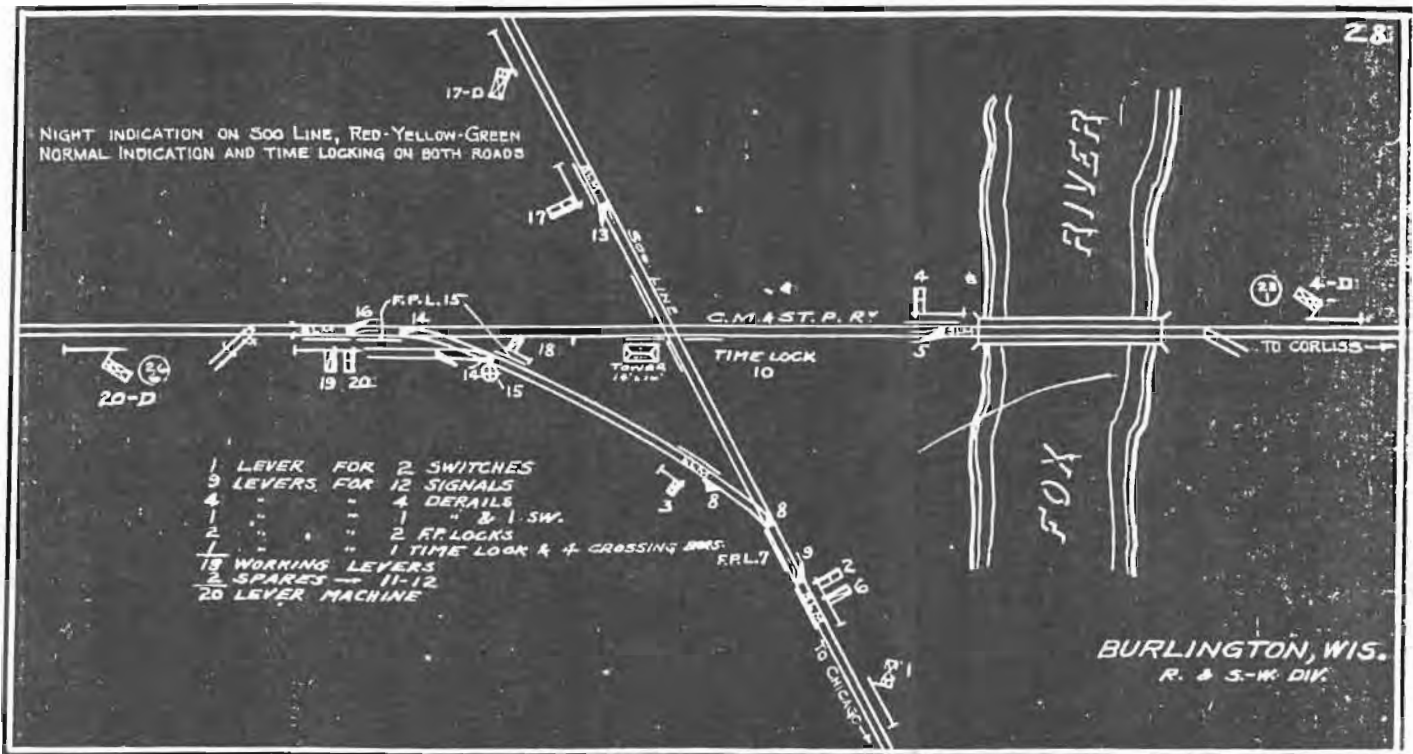 28
17-D
NIGHT INDICATION ON SOO LINE, RED-YELLOW-GREEN
NORMAL INDICATION AND TIME LOCKING ON BOTH ROADS
17
13
SOO LINE
RIVER
4
28
1
4-D
F.P.L.15
16
14
C.M.&ST.P.RY
5
TO CORLISS
18
TOWER
TIME LOCK
10
20-D
26
19
20
14
15
1 LEVER FOR 2 SWITCHES
9 LEVERS FOR 12 SIGNALS
4 " " 4 DERAILS
1 " " 1 " & 1 SW.
2 " " 2 F.P. LOCKS
1 " " 1 TIME LOCK & 4 CROSSING BARS.
18 WORKING LEVERS
2 SPARES — 11-12
20 LEVER MACHINE
3
8
8
F.P.L.7
9
2
6
FOX
TO CHICAGO
1
BURLINGTON, WIS.
R. & S.-W. DIV.